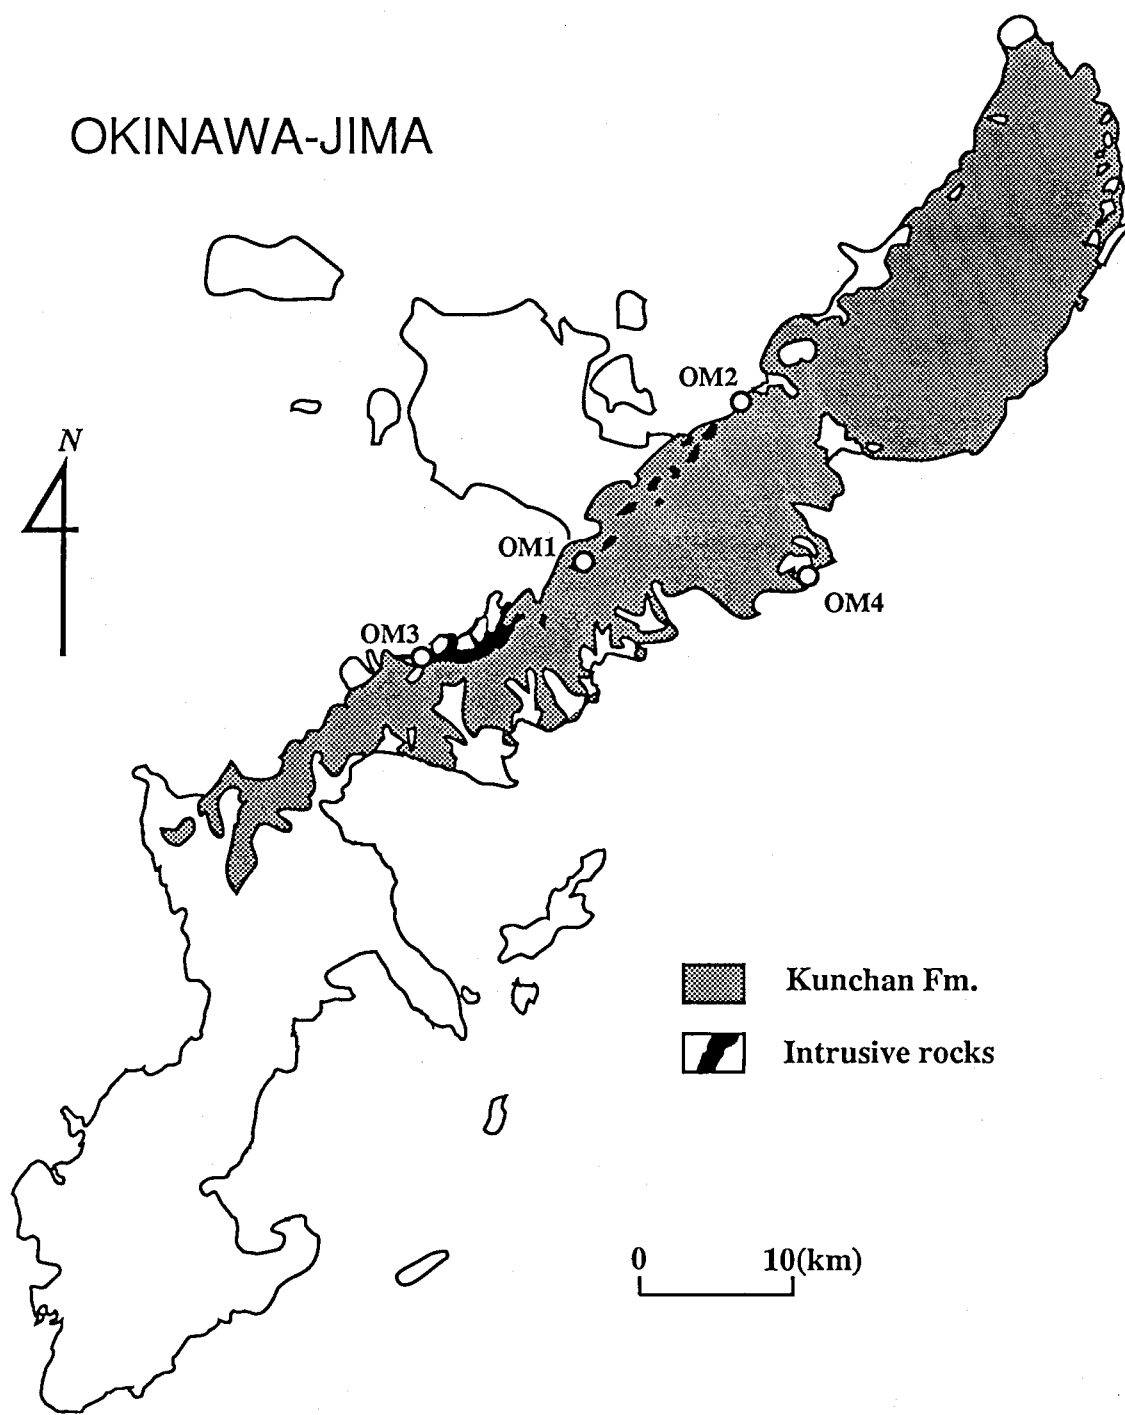 OKINAWA-JIMA
OM2
N
OM1
OM4
OM3
Kunchan Fm.
Intrusive rocks
0 10(km)